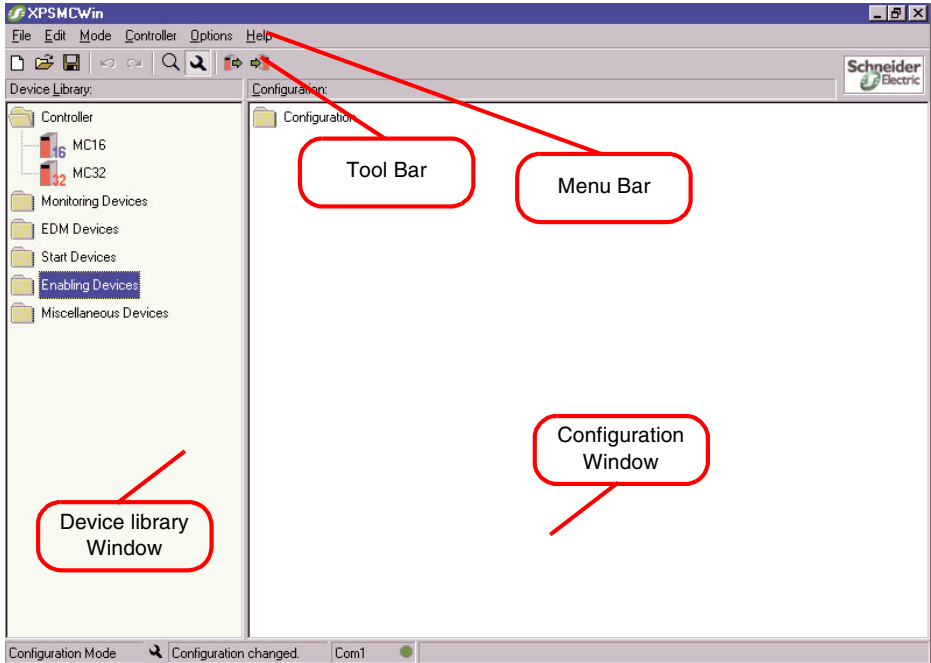 XPSMCWin
File Edit Mode Controller Options Help
Schneider
Electric
Device Library:
Configuration:
Controller
Configuration
16 MC16
32 MC32
Tool Bar
Menu Bar
Monitoring Devices
EDM Devices
Start Devices
Enabling Devices
Miscellaneous Devices
Configuration
Window
Device library
Window
Configuration Mode Configuration changed. Com1